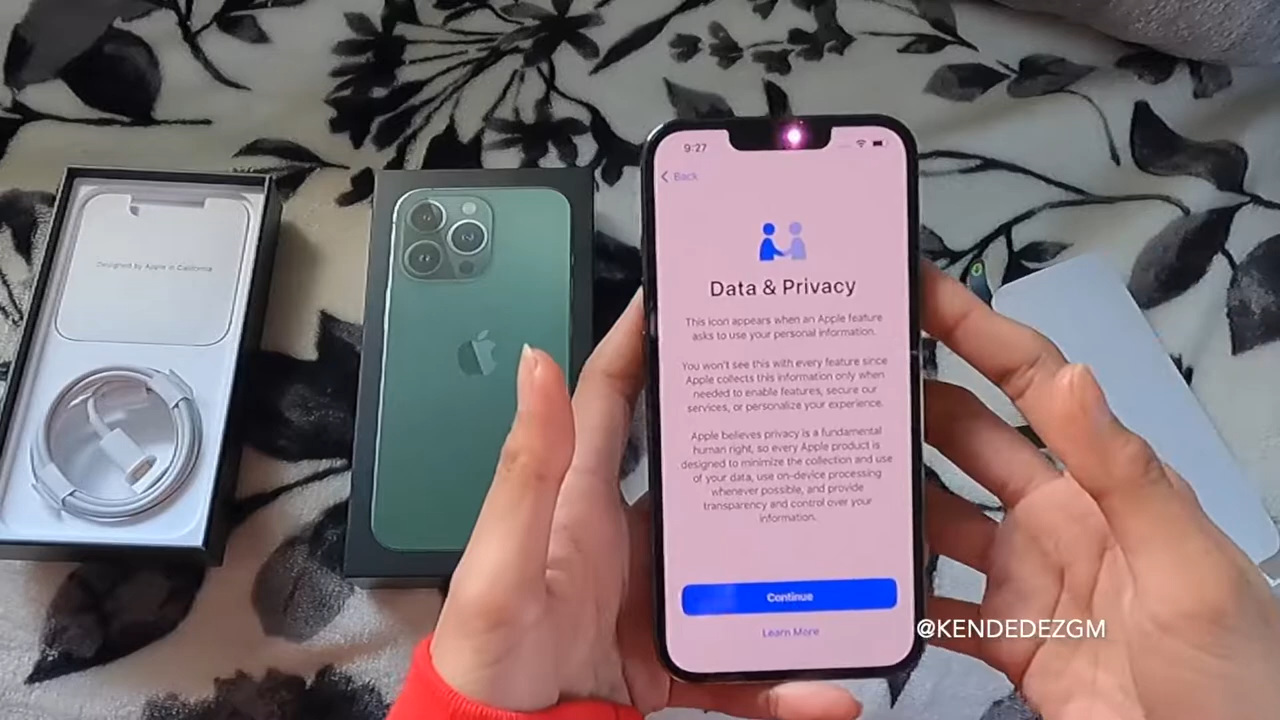 Designed by Apple in California
9:27
Back
Data & Privacy
This icon appears when an Apple feature
asks to use your personal information.
You won't see this with every feature since
Apple collects this information only when
needed to enable features, secure our
services, or personalize your experience.
Apple believes privacy is a fundamental
human right, so every Apple product is
designed to minimize the collection and use
of your data, use on-device processing
whenever possible, and provide
transparency and control over your
information.
Continue
Learn More
@KENDEDEZGM